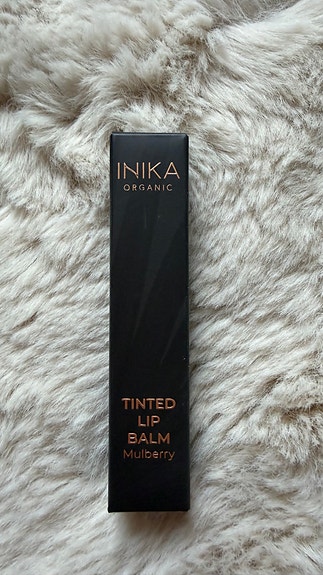 INIKA
ORGANIC
TINTED
LIP
BALM
Mulberry